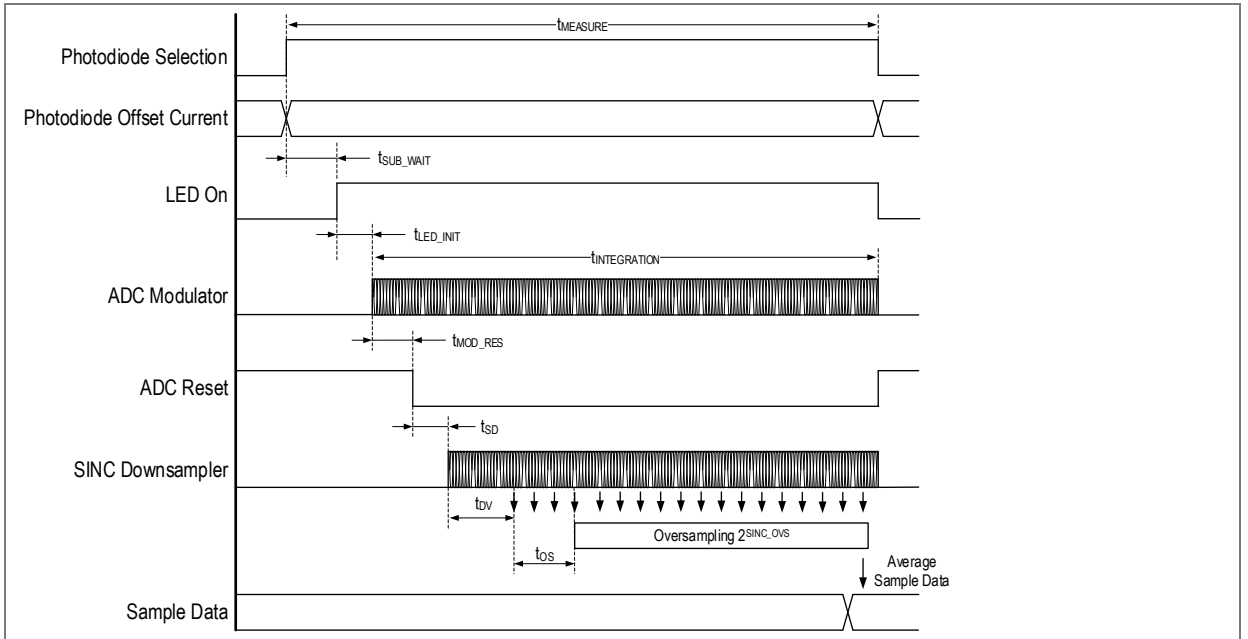 tMEASURE
Photodiode Selection
Photodiode Offset Current
tSUB_WAIT
LED On
tLED_INIT
tINTEGRATION
ADC Modulator
tMOD_RES
ADC Reset
tSD
SINC Downsampler
tDV
Oversampling 2SINC_OVS
tOS
Average
Sample Data
Sample Data